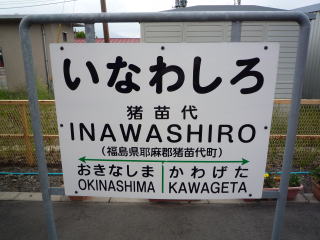 いなわしろ
猪苗代
INAWASHIRO
(福島県耶麻郡猪苗代町)
おきなしま かわげた
OKINASHIMA KAWAGETA